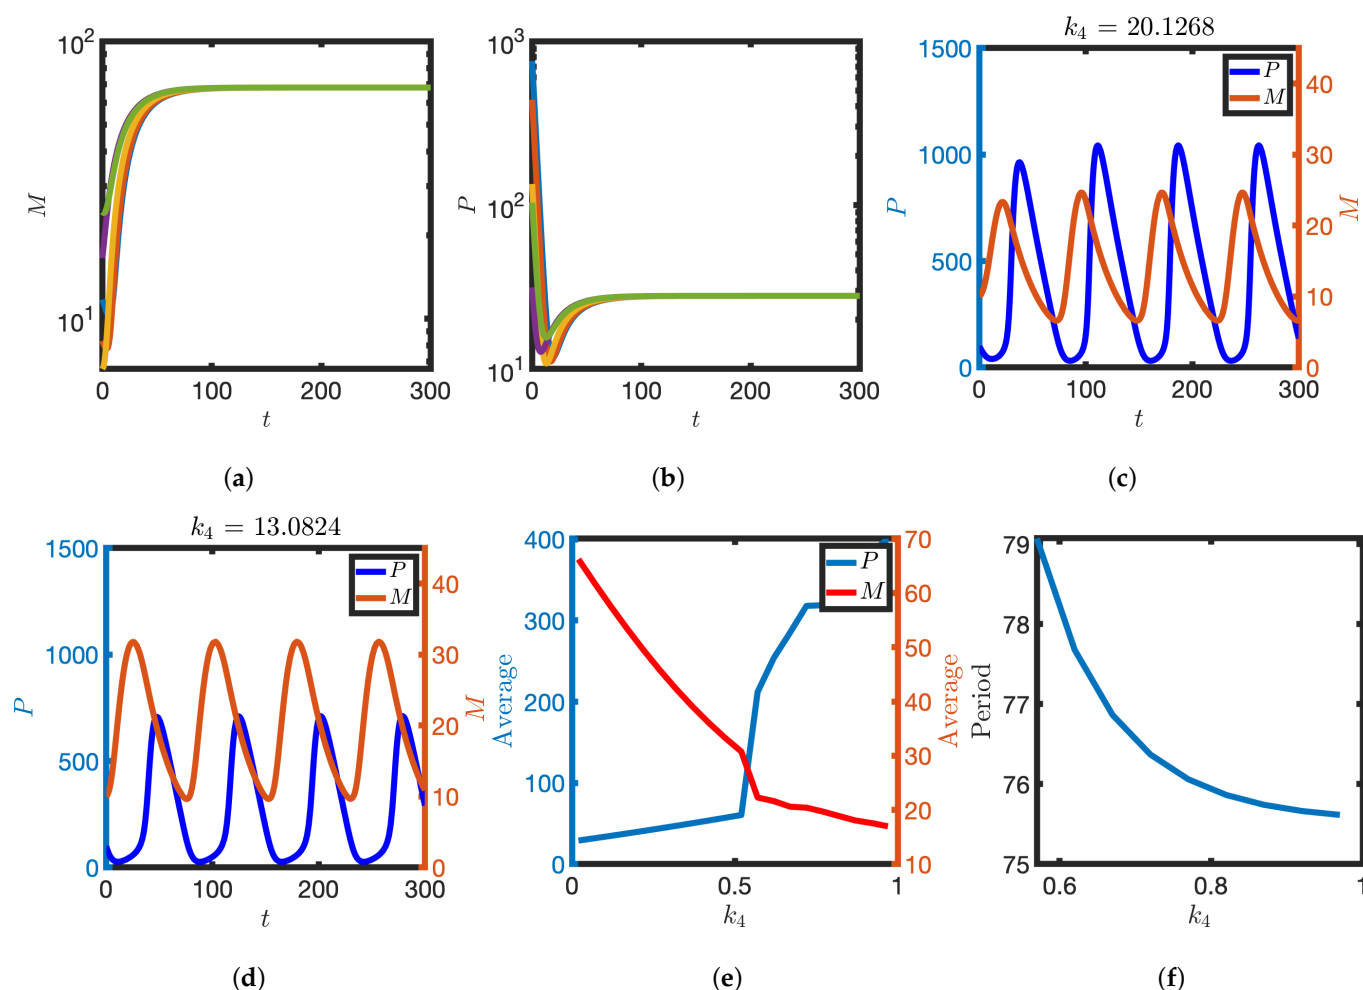 10^2
M
10^1
0 100 200 300
t
(a)
10^3
P
10^2
10^1
0 100 200 300
t
(b)
k_4 = 20.1268
1500
1000
500
0
P
P
M
40
30
20
10
0
M
0 100 200 300
t
(c)
k_4 = 13.0824
1500
1000
500
0
P
P
M
40
30
20
10
0
M
0 100 200 300
t
(d)
400
300
200
100
0
Average
P
M
70
60
50
40
30
20
10
Average
0 0.5 1
k_4
(e)
79
78
77
76
75
Period
0.6 0.8 1
k_4
(f)